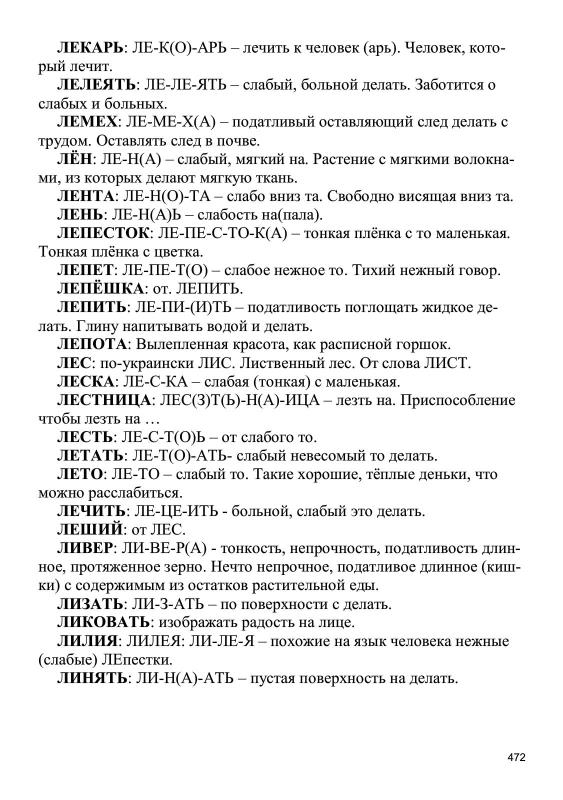 ЛЕКАРЬ: ЛЕ-К(О)-АРЬ – лечить к человек (арь). Человек, кото-
рый лечит.
ЛЕЛЕЯТЬ: ЛЕ-ЛЕ-ЯТЬ – слабый, больной делать. Заботится о
слабых и больных.
ЛЕМЕХ: ЛЕ-МЕ-Х(А) – податливый оставляющий след делать с
трудом. Оставлять след в почве.
ЛЁН: ЛЕ-Н(А) – слабый, мягкий на. Растение с мягкими волокна-
ми, из которых делают мягкую ткань.
ЛЕНТА: ЛЕ-Н(О)-ТА – слабо вниз та. Свободно висящая вниз та.
ЛЕНЬ: ЛЕ-Н(А)Ь – слабость на(пала).
ЛЕПЕСТОК: ЛЕ-ПЕ-С-ТО-К(А) – тонкая плёнка с то маленькая.
Тонкая плёнка с цветка.
ЛЕПЕТ: ЛЕ-ПЕ-Т(О) – слабое нежное то. Тихий нежный говор.
ЛЕПЁШКА: от. ЛЕПИТЬ.
ЛЕПИТЬ: ЛЕ-ПИ-(И)ТЬ – податливость поглощать жидкое де-
лать. Глину напитывать водой и делать.
ЛЕПОТА: Вылепленная красота, как расписной горшок.
ЛЕС: по-украински ЛИС. Лиственный лес. От слова ЛИСТ.
ЛЕСКА: ЛЕ-С-КА – слабая (тонкая) с маленькая.
ЛЕСТНИЦА: ЛЕС(З)Т(Ь)-Н(А)-ИЦА – лезть на. Приспособление
чтобы лезть на …
ЛЕСТЬ: ЛЕ-С-Т(О)Ь – от слабого то.
ЛЕТАТЬ: ЛЕ-Т(О)-АТЬ- слабый невесомый то делать.
ЛЕТО: ЛЕ-ТО – слабый то. Такие хорошие, тёплые деньки, что
можно расслабиться.
ЛЕЧИТЬ: ЛЕ-ЦЕ-ИТЬ - больной, слабый это делать.
ЛЕШИЙ: от ЛЕС.
ЛИВЕР: ЛИ-ВЕ-Р(А) - тонкость, непрочность, податливость длин-
ное, протяженное зерно. Нечто непрочное, податливое длинное (киш-
ки) с содержимым из остатков растительной еды.
ЛИЗАТЬ: ЛИ-З-АТЬ – по поверхности с делать.
ЛИКОВАТЬ: изображать радость на лице.
ЛИЛИЯ: ЛИЛЕЯ: ЛИ-ЛЕ-Я – похожие на язык человека нежные
(слабые) ЛЕпестки.
ЛИНЯТЬ: ЛИ-Н(А)-АТЬ – пустая поверхность на делать.
472